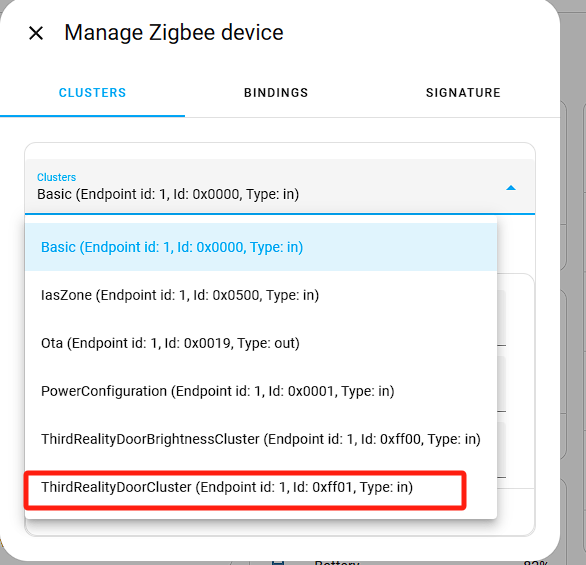 Manage Zigbee device
CLUSTERS
BINDINGS
SIGNATURE
Clusters
Basic (Endpoint id: 1, Id: 0x0000, Type: in)
Basic (Endpoint id: 1, Id: 0x0000, Type: in)
IasZone (Endpoint id: 1, Id: 0x0500, Type: in)
Ota (Endpoint id: 1, Id: 0x0019, Type: out)
PowerConfiguration (Endpoint id: 1, Id: 0x0001, Type: in)
ThirdRealityDoorBrightnessCluster (Endpoint id: 1, Id: 0xff00, Type: in)
ThirdRealityDoorCluster (Endpoint id: 1, Id: 0xff01, Type: in)
Battery